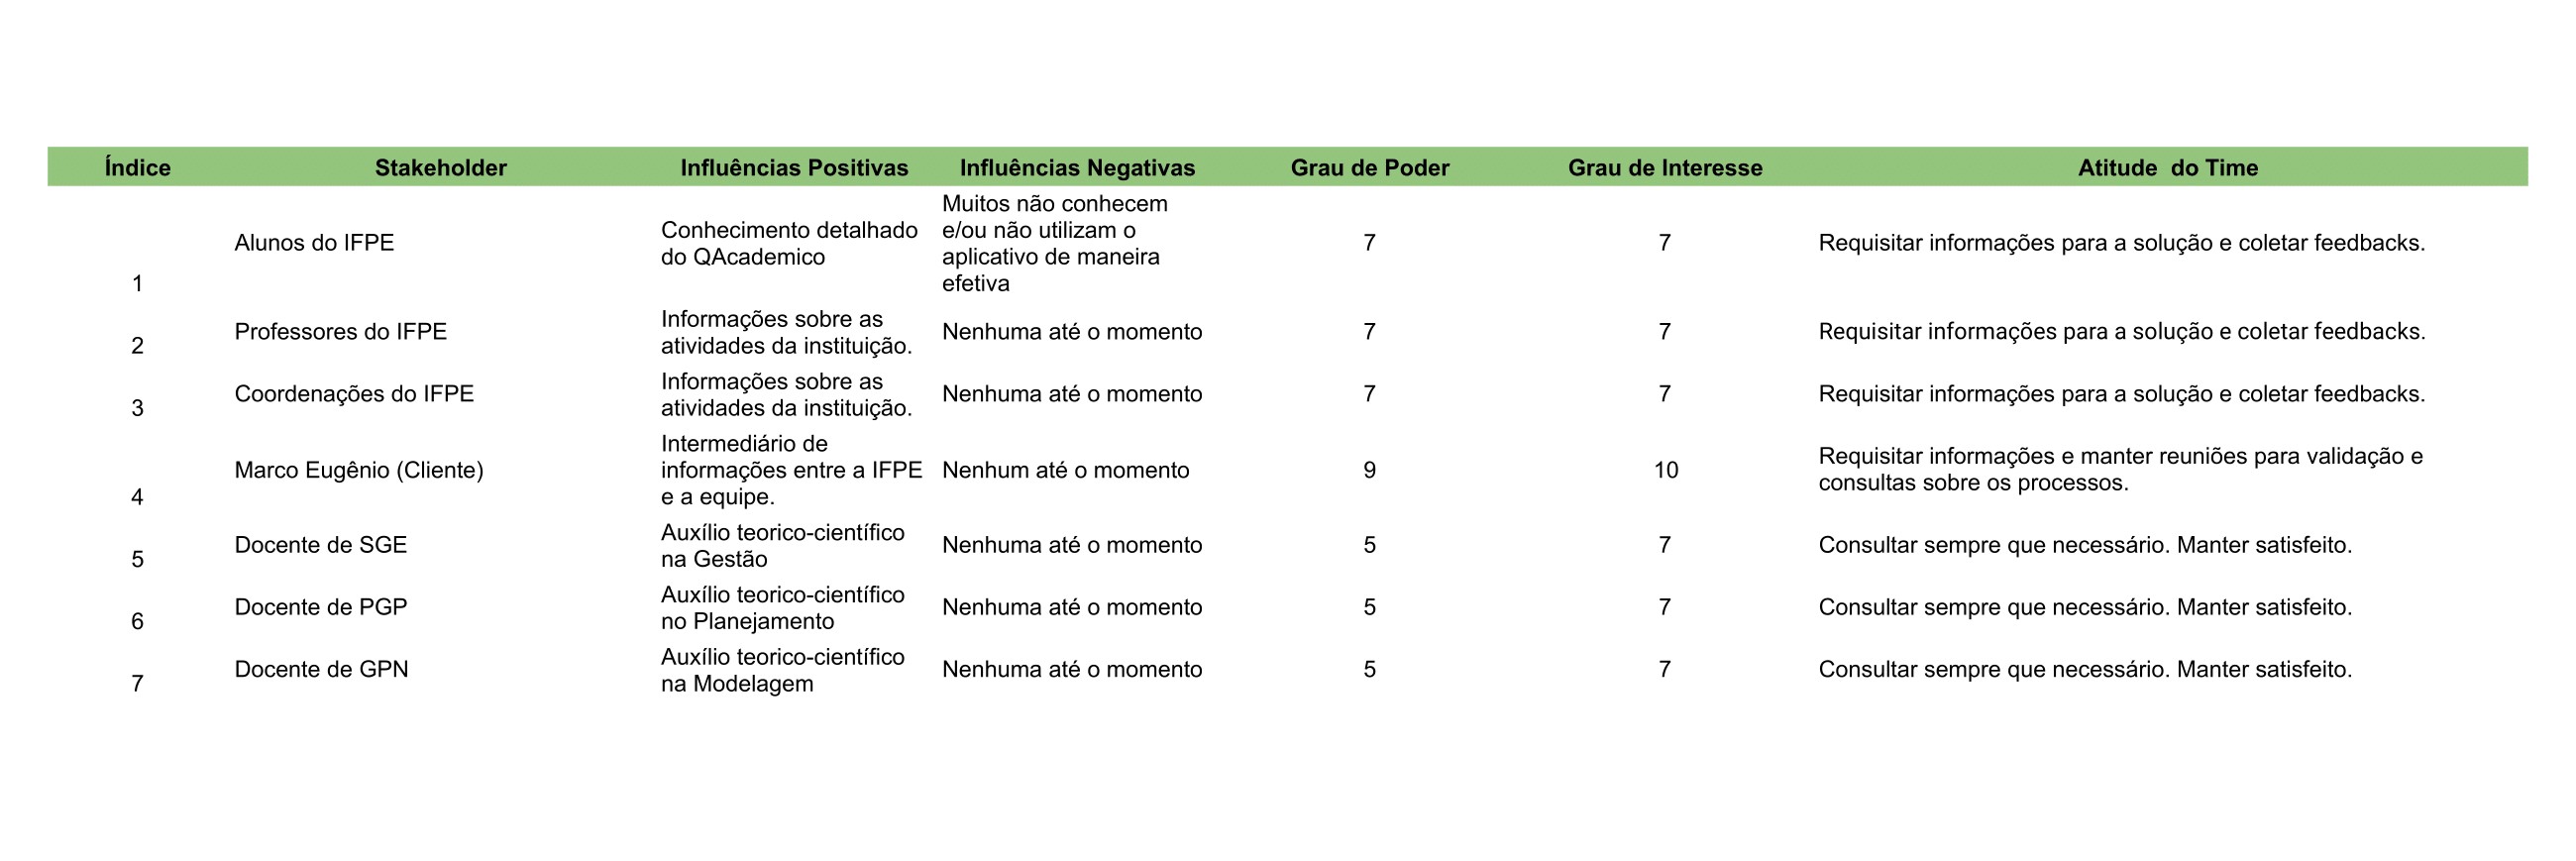 Índice Stakeholder Influências Positivas Influências Negativas Grau de Poder Grau de Interesse Atitude do Time
1
Alunos do IFPE
Conhecimento detalhado
do QAcademico
Muitos não conhecem
e/ou não utilizam o
aplicativo de maneira
efetiva
7
7
Requisitar informações para a solução e coletar feedbacks.
2
Professores do IFPE
Informações sobre as
atividades da instituição.
Nenhuma até o momento
7
7
Requisitar informações para a solução e coletar feedbacks.
3
Coordenações do IFPE
Informações sobre as
atividades da instituição.
Nenhuma até o momento
7
7
Requisitar informações para a solução e coletar feedbacks.
4
Marco Eugênio (Cliente)
Intermediário de
informações entre a IFPE
e a equipe.
Nenhum até o momento
9
10
Requisitar informações e manter reuniões para validação e
consultas sobre os processos.
5
Docente de SGE
Auxílio teorico-científico
na Gestão
Nenhuma até o momento
5
7
Consultar sempre que necessário. Manter satisfeito.
6
Docente de PGP
Auxílio teorico-científico
no Planejamento
Nenhuma até o momento
5
7
Consultar sempre que necessário. Manter satisfeito.
7
Docente de GPN
Auxílio teorico-científico
na Modelagem
Nenhuma até o momento
5
7
Consultar sempre que necessário. Manter satisfeito.